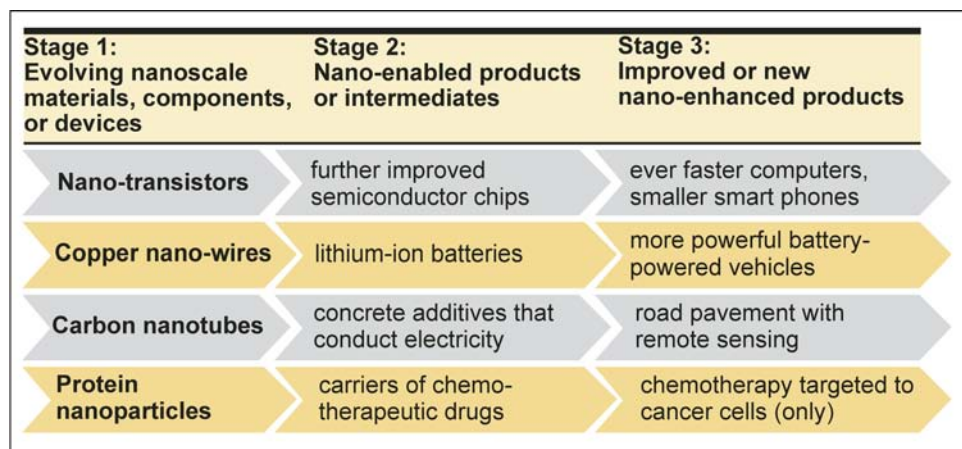 Stage 1:
Evolving nanoscale
materials, components,
or devices
Stage 2:
Nano-enabled products
or intermediates
Stage 3:
Improved or new
nano-enhanced products
Nano-transistors
further improved
semiconductor chips
ever faster computers,
smaller smart phones
Copper nano-wires
lithium-ion batteries
more powerful battery-
powered vehicles
Carbon nanotubes
concrete additives that
conduct electricity
road pavement with
remote sensing
Protein
nanoparticles
carriers of chemo-
therapeutic drugs
chemotherapy targeted to
cancer cells (only)